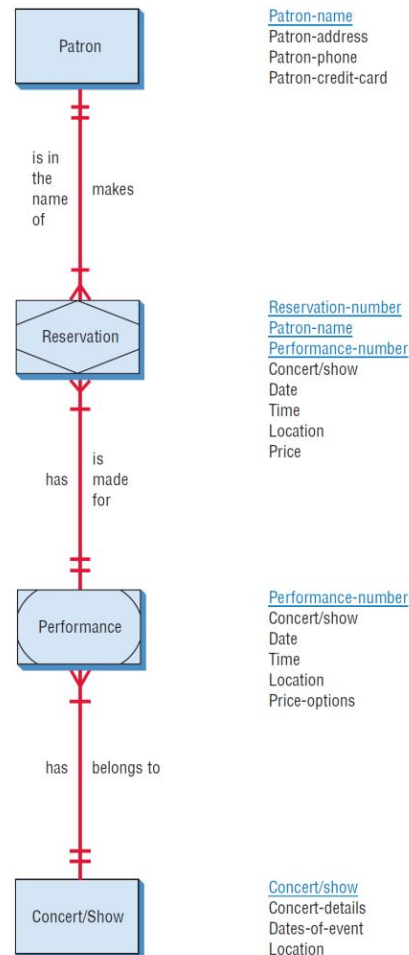 Patron
Patron-name
Patron-address
Patron-phone
Patron-credit-card
is in
the
name
of
makes
Reservation
Reservation-number
Patron-name
Performance-number
Concert/show
Date
Time
Location
Price
has
is
made
for
Performance
Performance-number
Concert/show
Date
Time
Location
Price-options
has
belongs to
Concert/Show
Concert/show
Concert-details
Dates-of-event
Location